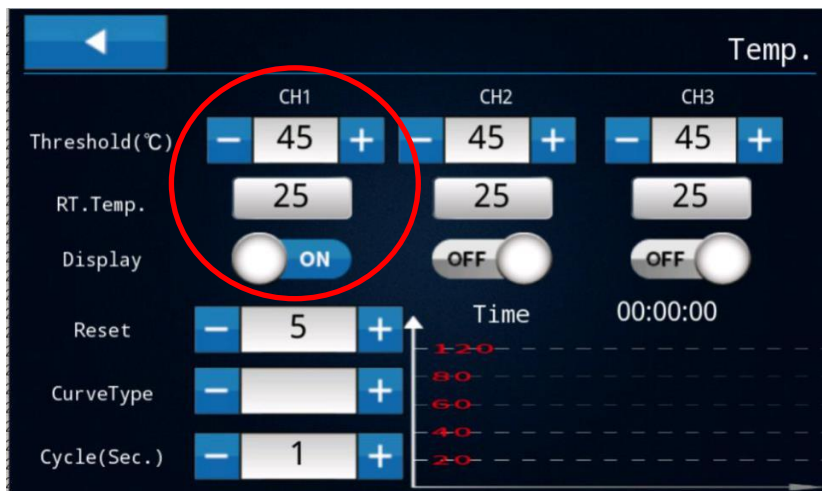 Temp.
CH1 CH2 CH3
Threshold(℃) − 45 + − 45 + − 45 +
RT.Temp. 25 25 25
Display ON OFF OFF
Time 00:00:00
Reset − 5 +
120
80
CurveType − +
60
40
Cycle(Sec.) − 1 +
20